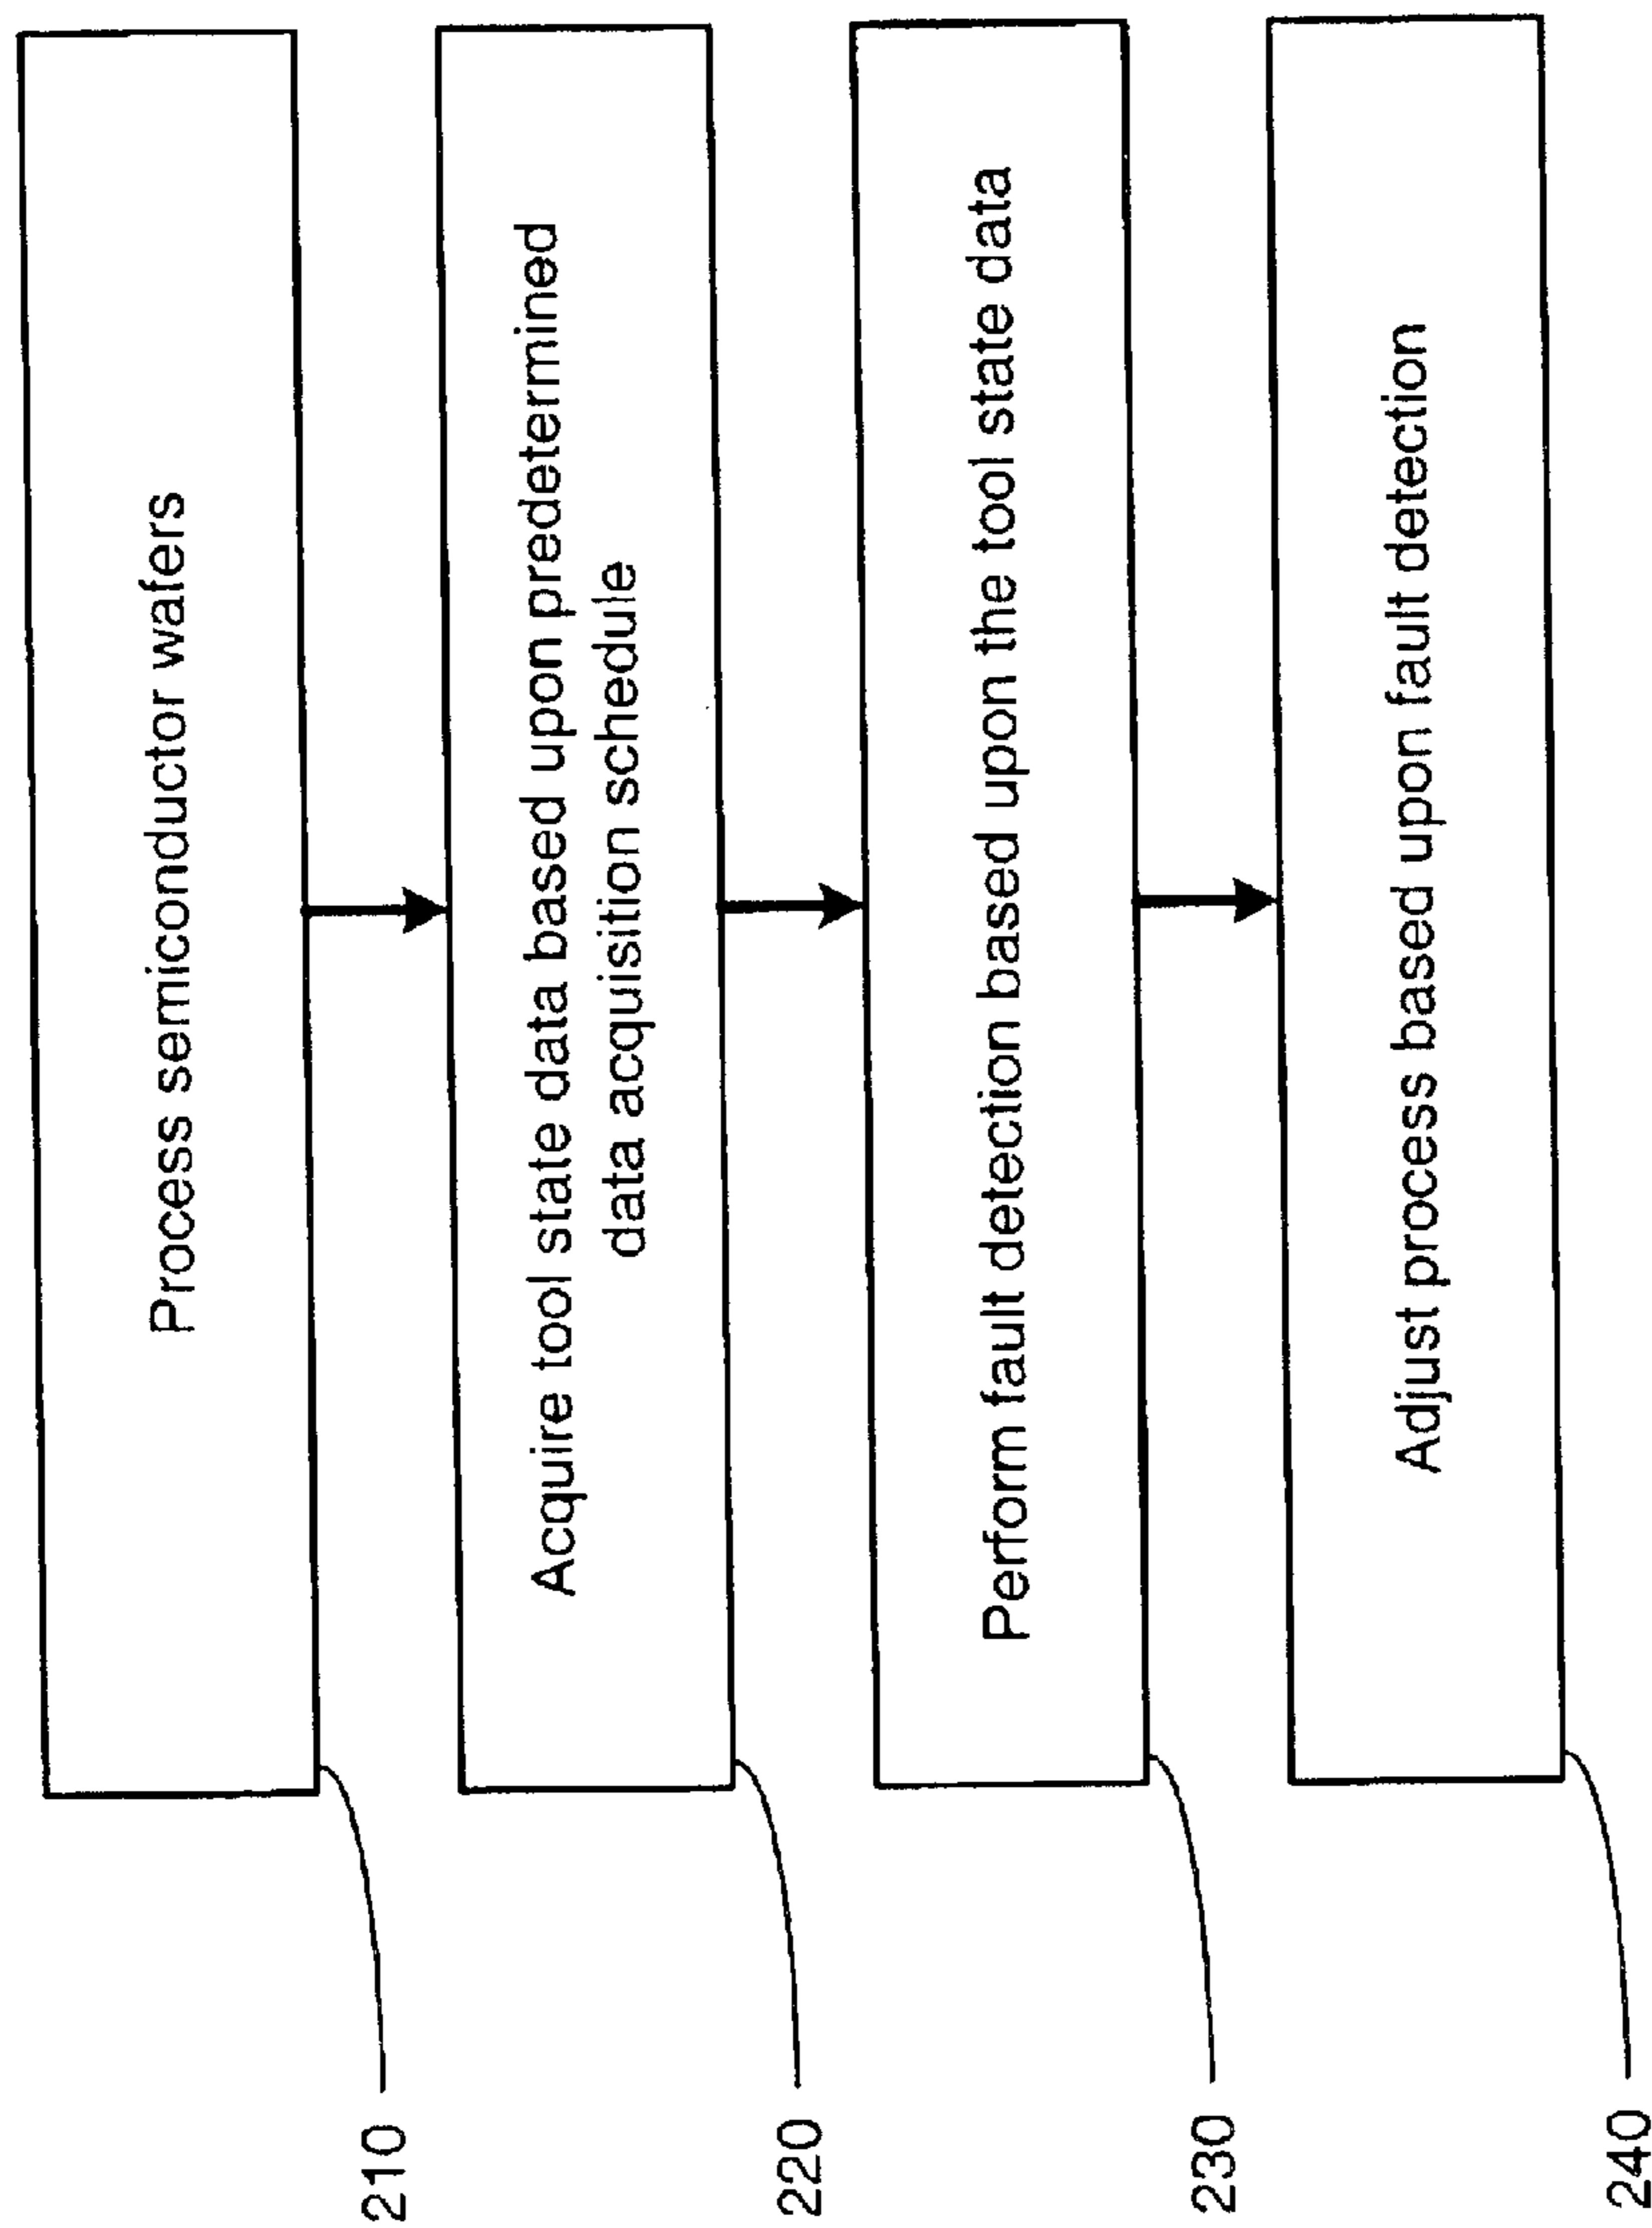 Process semiconductor wafers
210
Acquire tool state data based upon predetermined
data acquisition schedule
220
Perform fault detection based upon the tool state data
230
Adjust process based upon fault detection
240